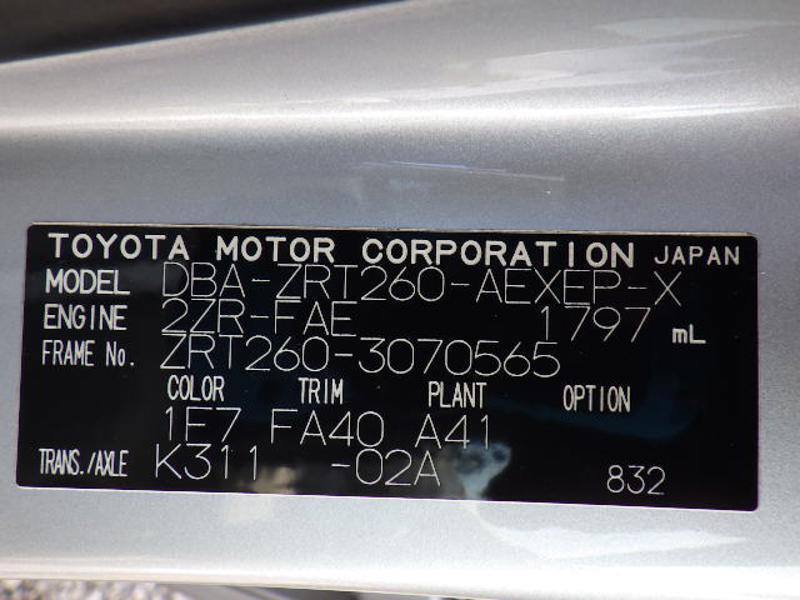 TOYOTA MOTOR CORPORATION JAPAN
MODEL DBA-ZRT260-AEXEP-X
ENGINE 2ZR-FAE 1797 mL
FRAME No. ZRT260-3070565
COLOR TRIM PLANT OPTION
1E7 FA40 A41
TRANS./AXLE K311 -02A 832